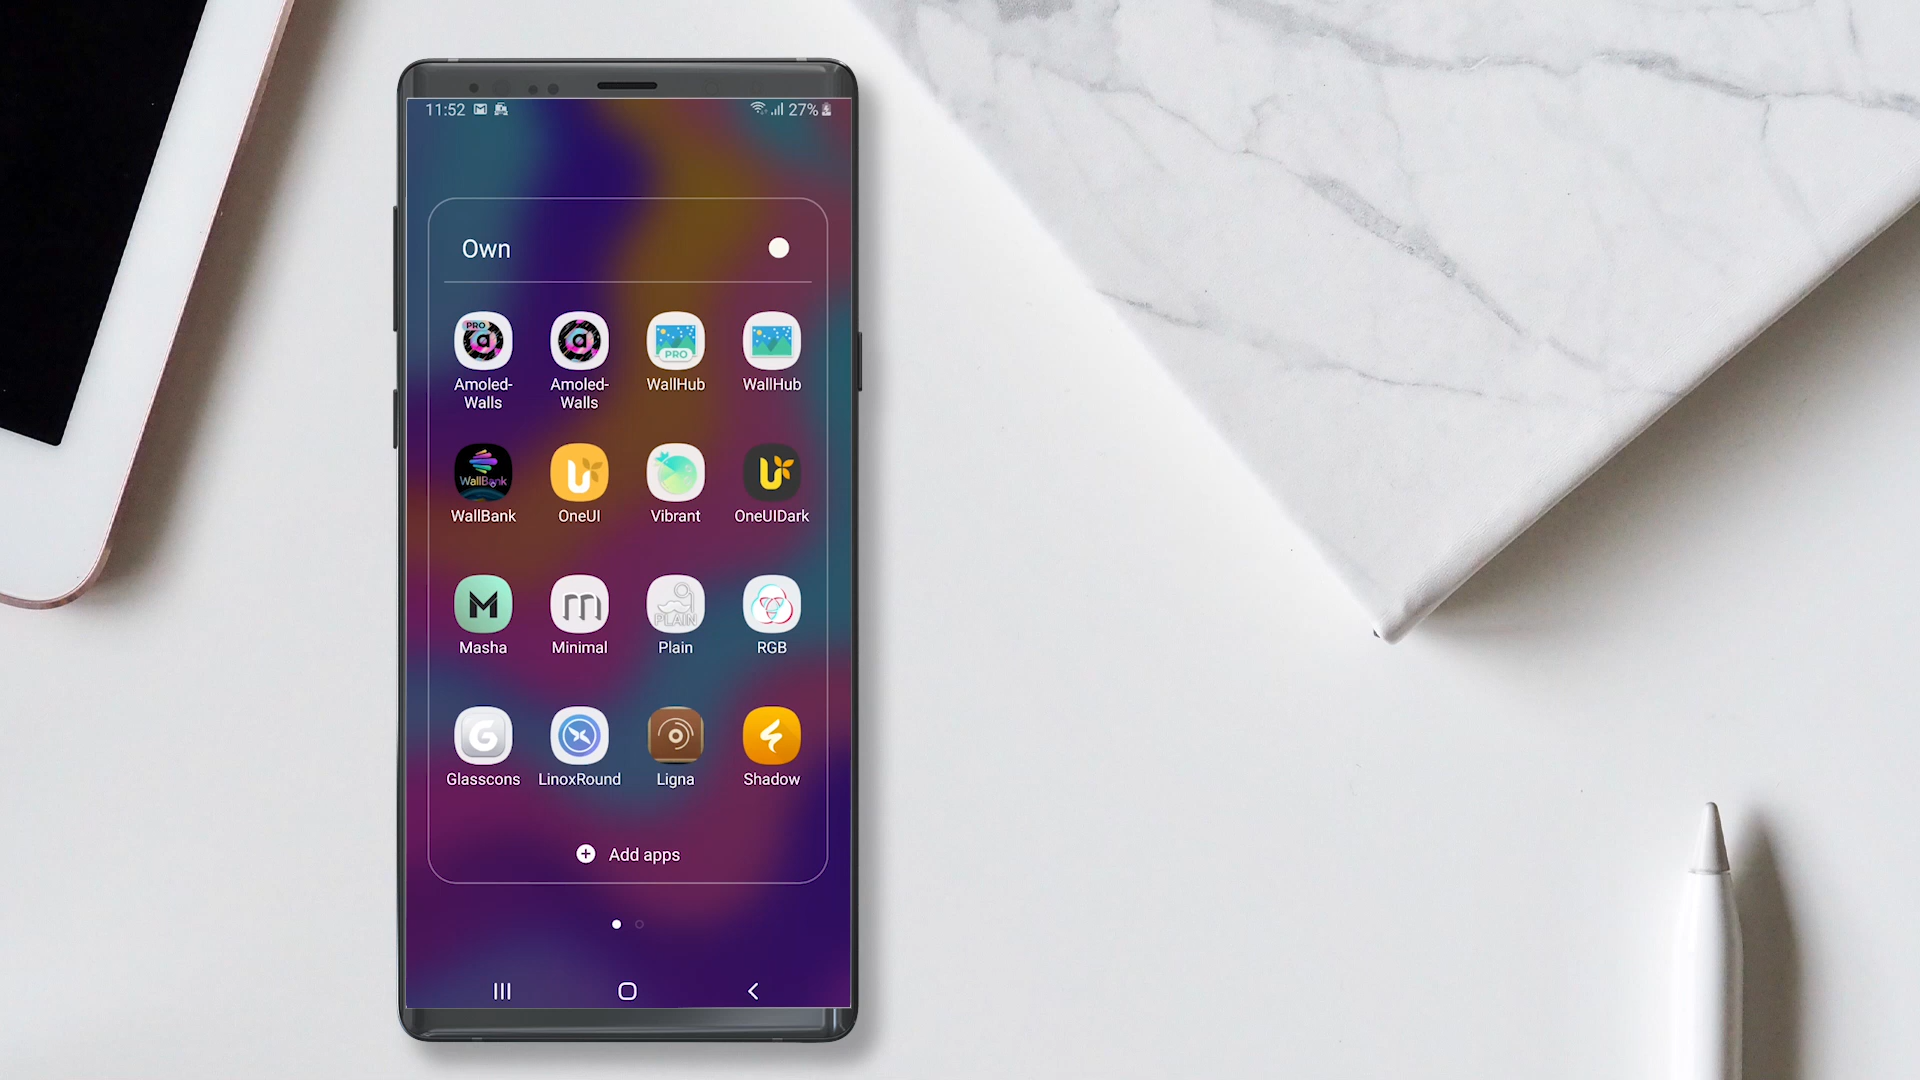 11:52
27%
Own
PRO
PRO
Amoled-
Walls
Amoled-
Walls
WallHub
WallHub
WallBank
WallBank
OneUI
Vibrant
OneUIDark
PLAIN
Masha
Minimal
Plain
RGB
Glasscons
LinoxRound
Ligna
Shadow
Add apps